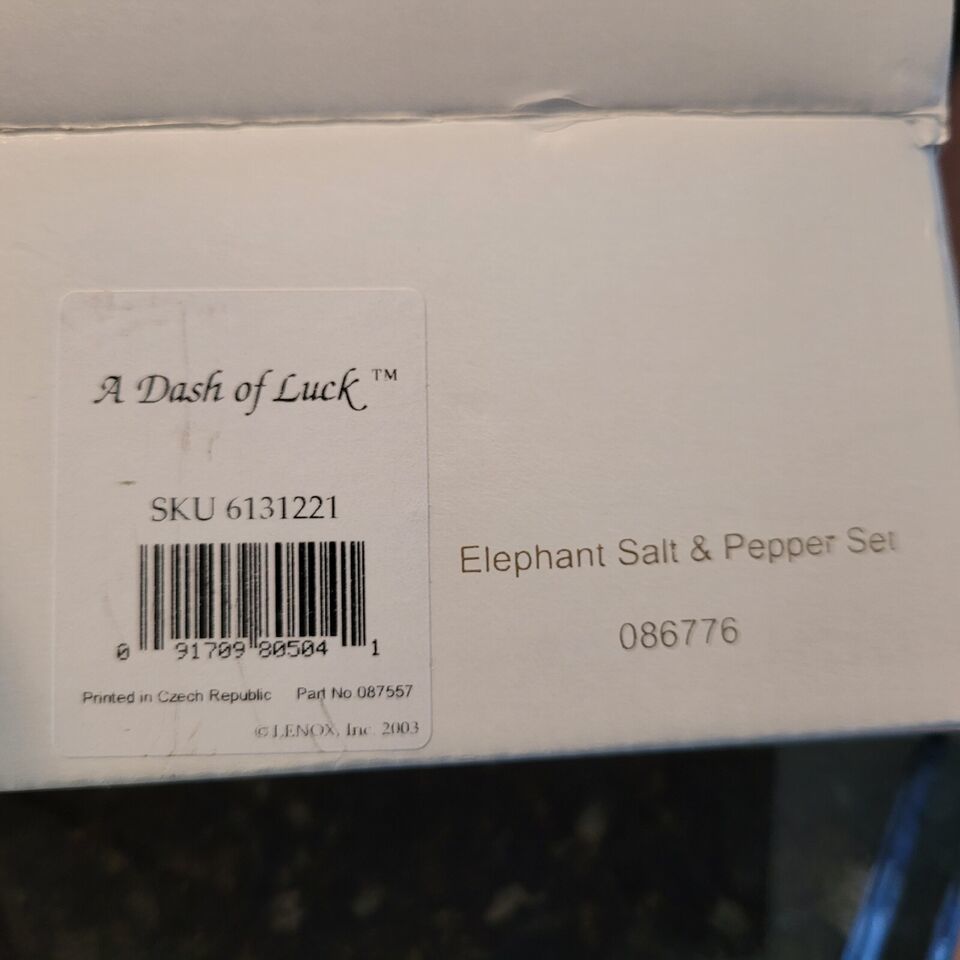 A Dash of Luck ™
SKU 6131221
0 91709 80504 1
Printed in Czech Republic Part No 087557
© LENOX, Inc. 2003
Elephant Salt & Pepper Set
086776